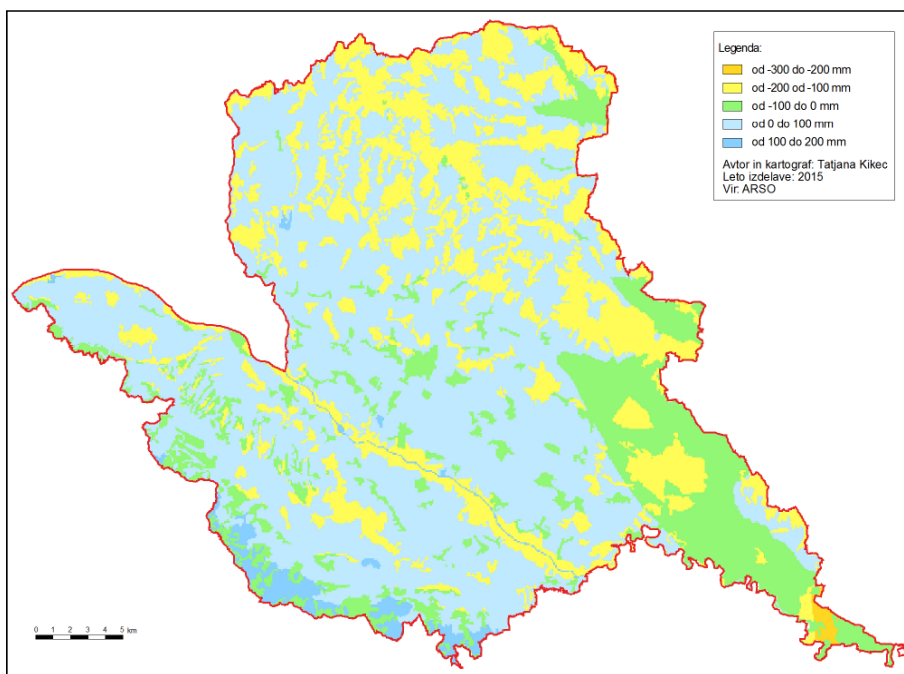 Legenda:
od -300 do -200 mm
od -200 od -100 mm
od -100 do 0 mm
od 0 do 100 mm
od 100 do 200 mm
Avtor in kartograf: Tatjana Kikec
Leto izdelave: 2015
Vir: ARSO
0 1 2 3 4 5 km